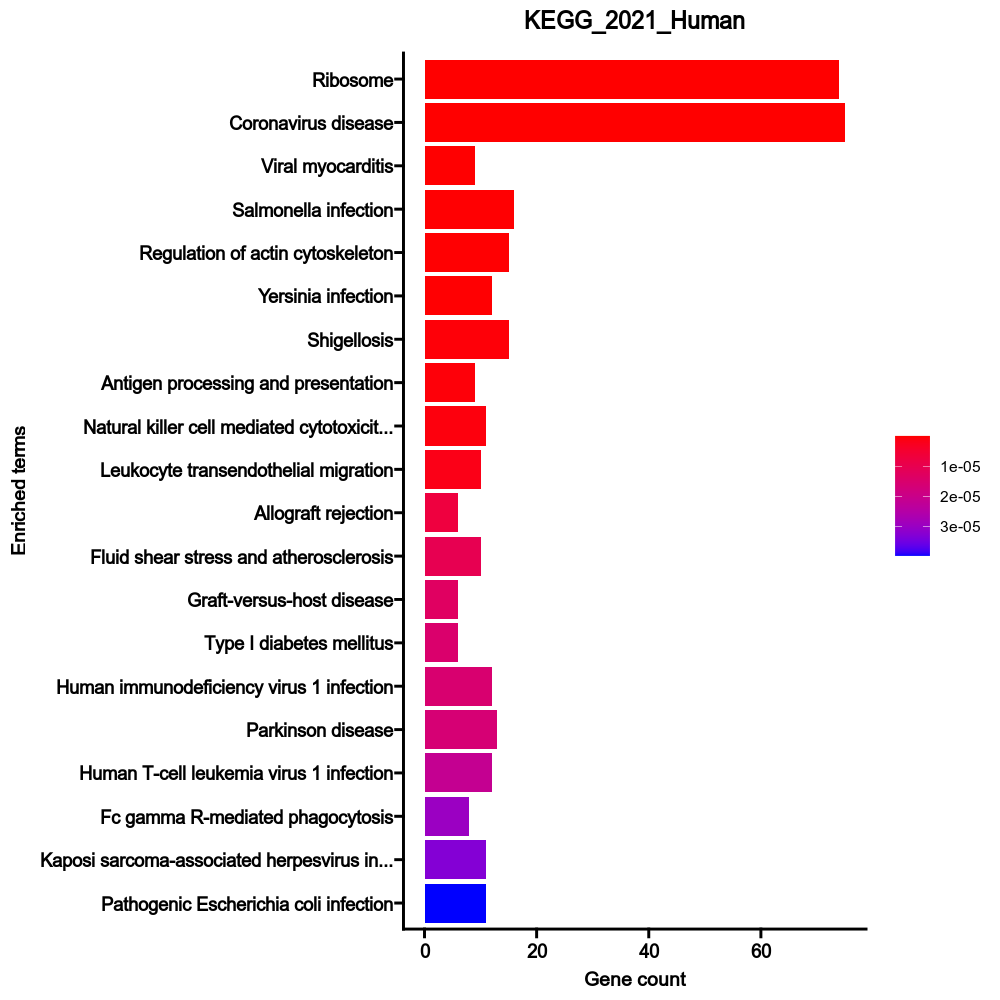 KEGG_2021_Human
Ribosome
Coronavirus disease
Viral myocarditis
Salmonella infection
Regulation of actin cytoskeleton
Yersinia infection
Shigellosis
Antigen processing and presentation
Natural killer cell mediated cytotoxicit...
Leukocyte transendothelial migration
Allograft rejection
Fluid shear stress and atherosclerosis
Graft-versus-host disease
Type I diabetes mellitus
Human immunodeficiency virus 1 infection
Parkinson disease
Human T-cell leukemia virus 1 infection
Fc gamma R-mediated phagocytosis
Kaposi sarcoma-associated herpesvirus in...
Pathogenic Escherichia coli infection
Enriched terms
0 20 40 60
Gene count
1e-05
2e-05
3e-05